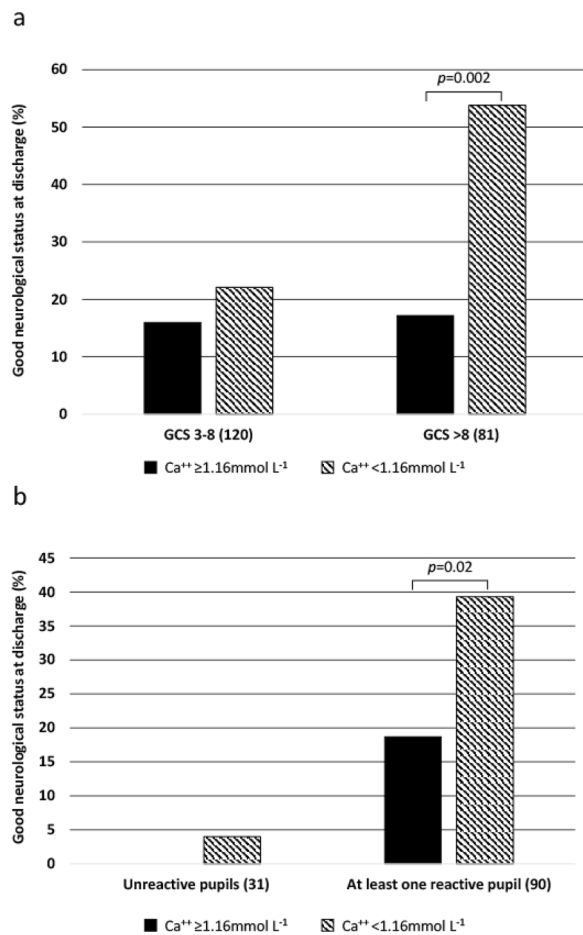 a
Good neurological status at discharge (%)
60
50
40
30
20
10
0
p=0.002
GCS 3-8 (120)
GCS >8 (81)
Ca⁺⁺ ≥1.16mmol L⁻¹
Ca⁺⁺ <1.16mmol L⁻¹
b
Good neurological status at discharge (%)
45
40
35
30
25
20
15
10
5
0
p=0.02
Unreactive pupils (31)
At least one reactive pupil (90)
Ca⁺⁺ ≥1.16mmol L⁻¹
Ca⁺⁺ <1.16mmol L⁻¹